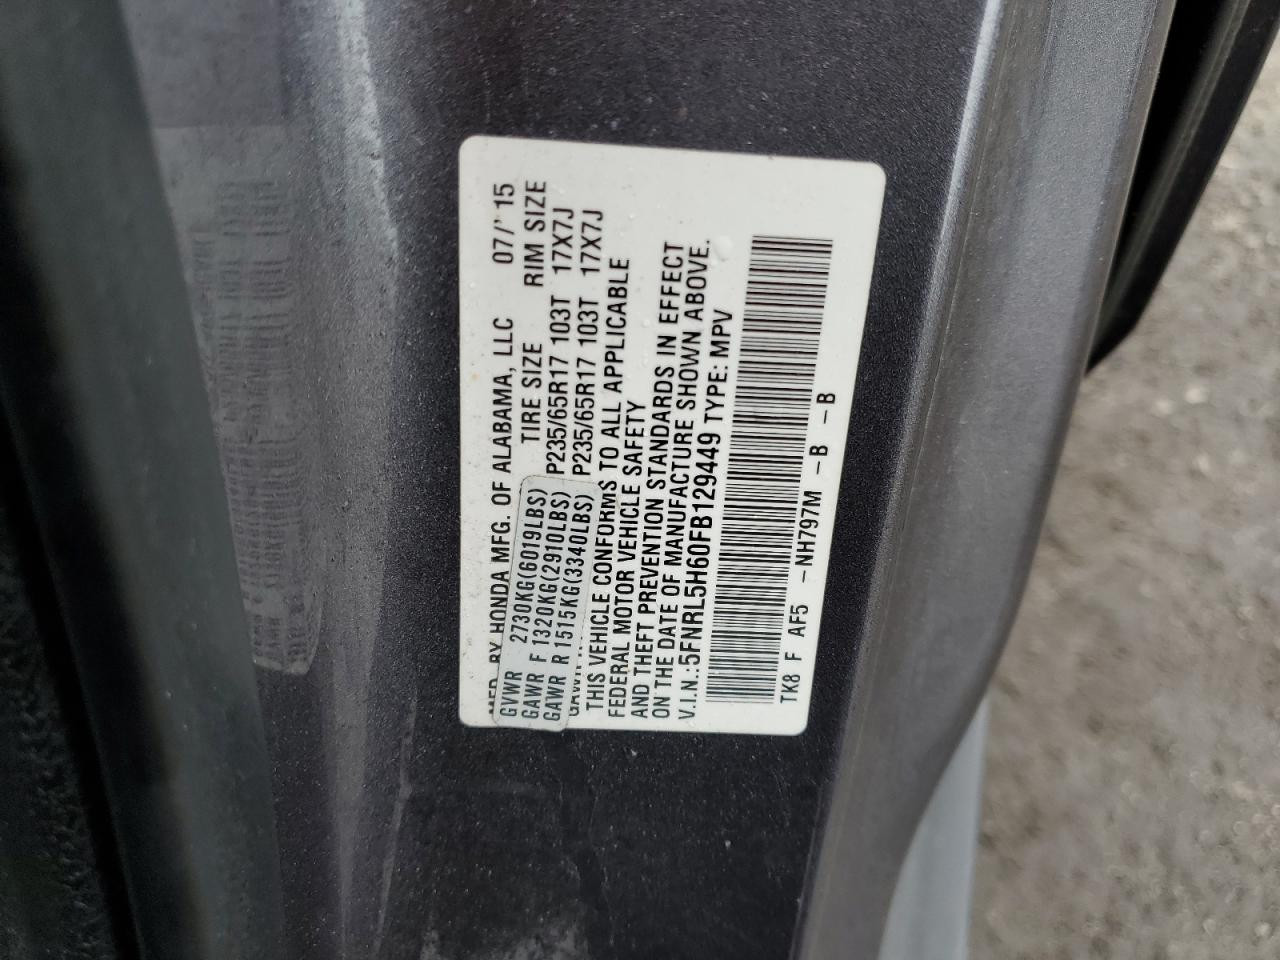 MFD. BY HONDA MFG. OF ALABAMA, LLC 07/'15
GVWR 2730KG(6019LBS) TIRE SIZE RIM SIZE
GAWR F 1320KG(2910LBS) P235/65R17 103T 17X7J
GAWR R 1515KG(3340LBS) P235/65R17 103T 17X7J
THIS VEHICLE CONFORMS TO ALL APPLICABLE
FEDERAL MOTOR VEHICLE SAFETY
AND THEFT PREVENTION STANDARDS IN EFFECT
ON THE DATE OF MANUFACTURE SHOWN ABOVE.
V.I.N.:5FNRL5H60FB129449 TYPE: MPV
TK8 F AF5 -NH797M -B -B